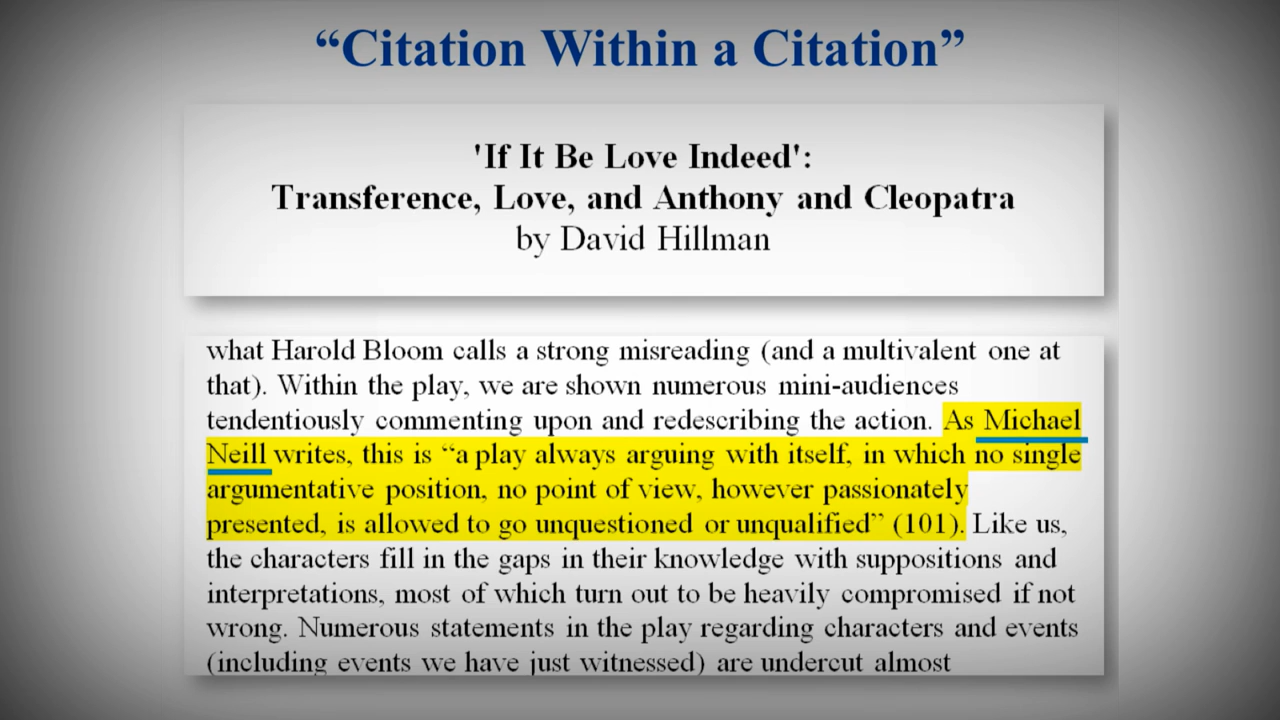 “Citation Within a Citation”
'If It Be Love Indeed':
Transference, Love, and Anthony and Cleopatra
by David Hillman
what Harold Bloom calls a strong misreading (and a multivalent one at
that). Within the play, we are shown numerous mini-audiences
tendentiously commenting upon and redescribing the action. As Michael
Neill writes, this is “a play always arguing with itself, in which no single
argumentative position, no point of view, however passionately
presented, is allowed to go unquestioned or unqualified” (101). Like us,
the characters fill in the gaps in their knowledge with suppositions and
interpretations, most of which turn out to be heavily compromised if not
wrong. Numerous statements in the play regarding characters and events
(including events we have just witnessed) are undercut almost